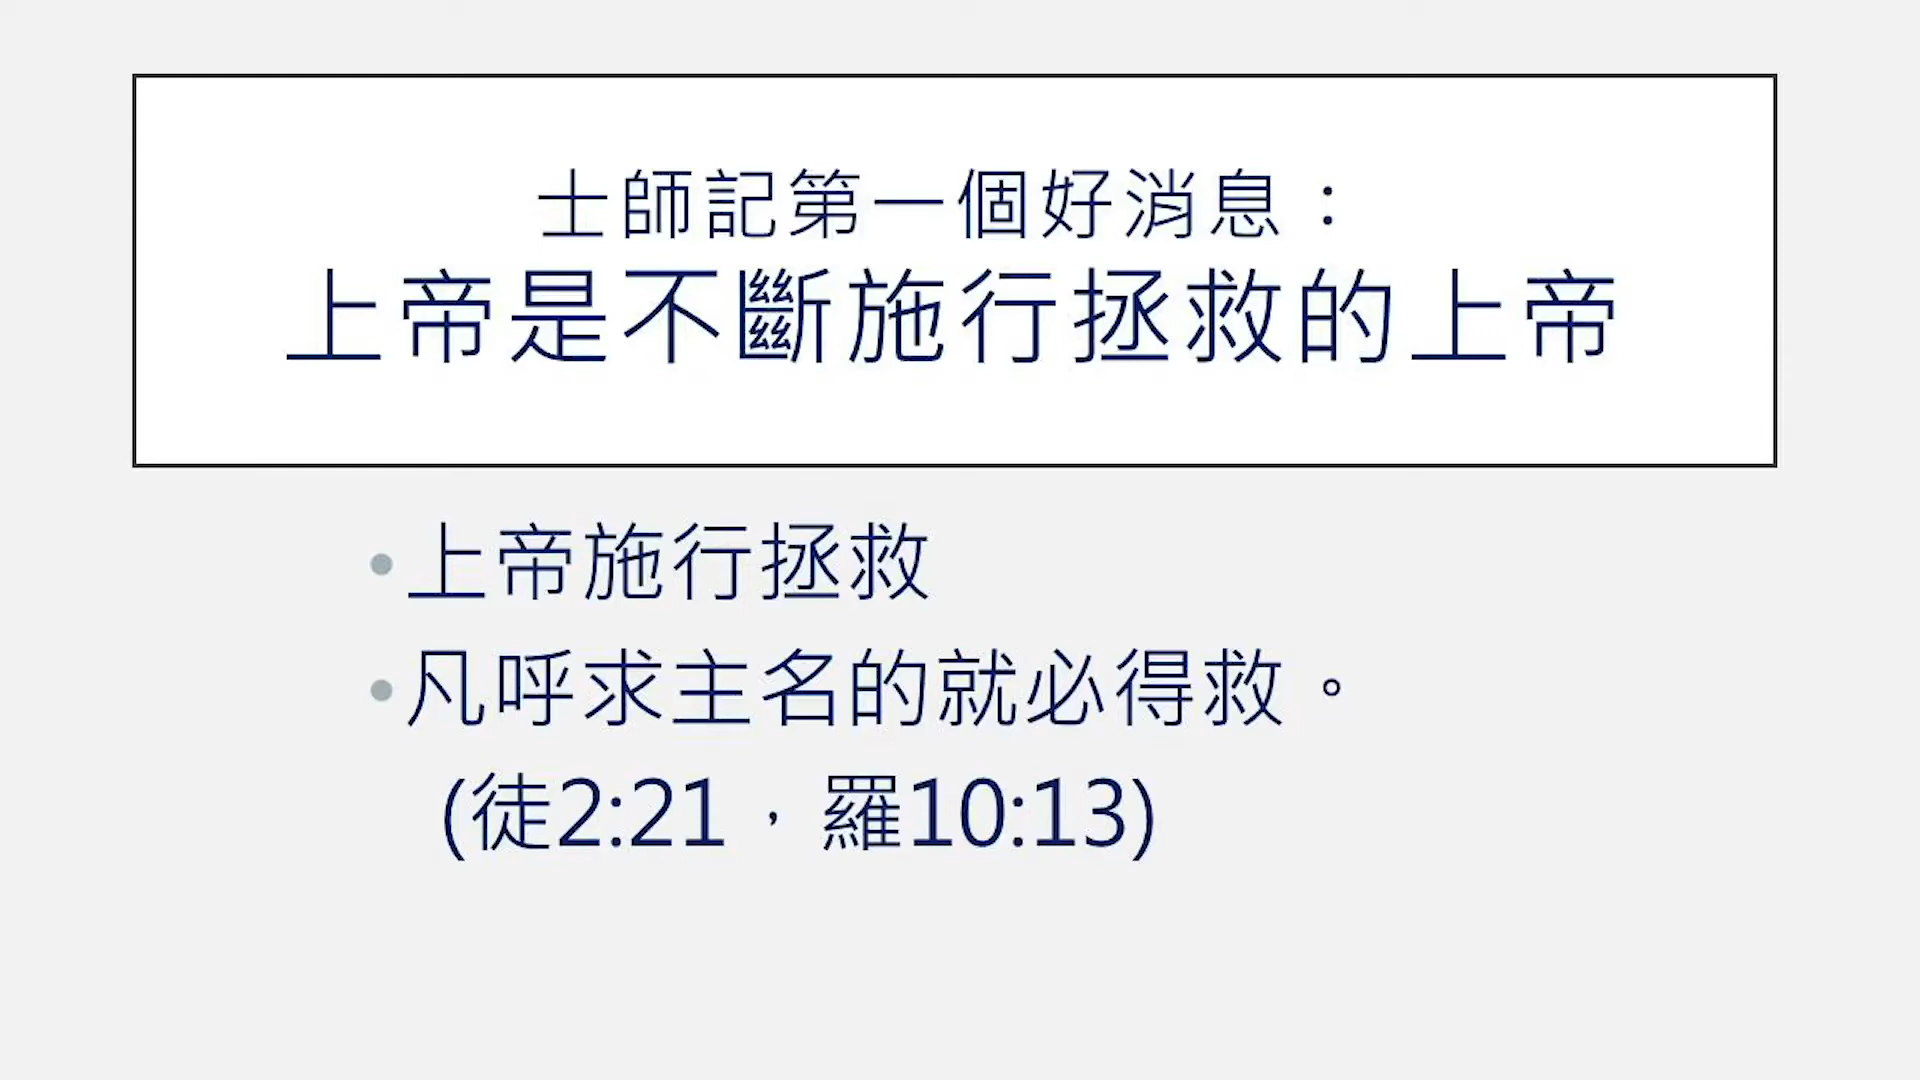 士師記第一個好消息：
上帝是不斷施行拯救的上帝
•上帝施行拯救
•凡呼求主名的就必得救。
(徒2:21，羅10:13)